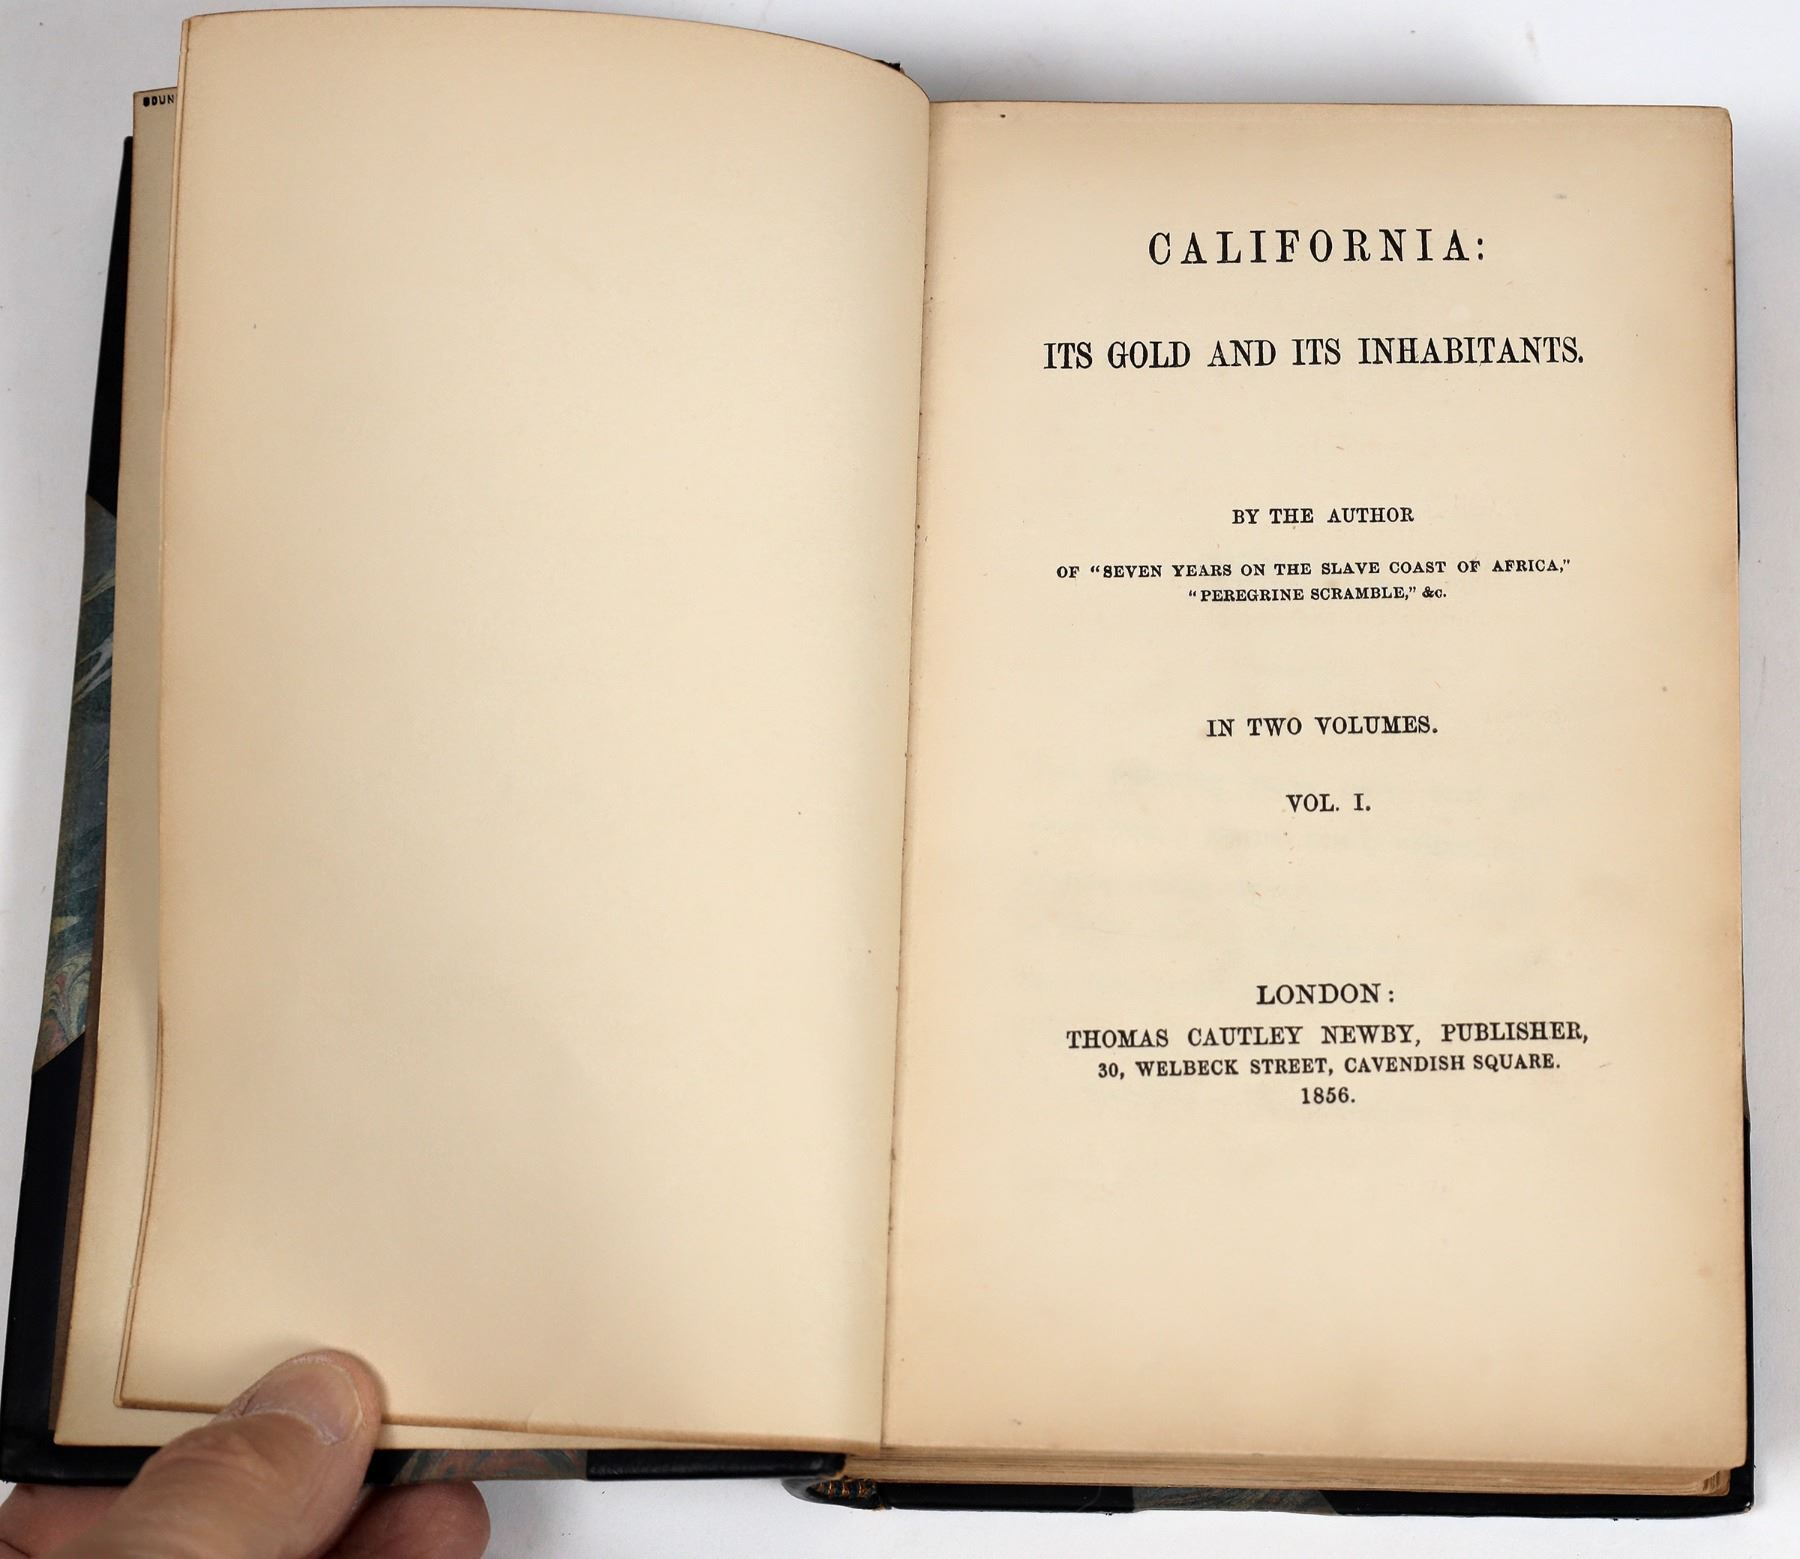 BOUN
CALIFORNIA:
ITS GOLD AND ITS INHABITANTS.
BY THE AUTHOR
OF "SEVEN YEARS ON THE SLAVE COAST OF AFRICA,"
"PEREGRINE SCRAMBLE," &c.
IN TWO VOLUMES.
VOL. I.
LONDON:
THOMAS CAUTLEY NEWBY, PUBLISHER,
30, WELBECK STREET, CAVENDISH SQUARE.
1856.